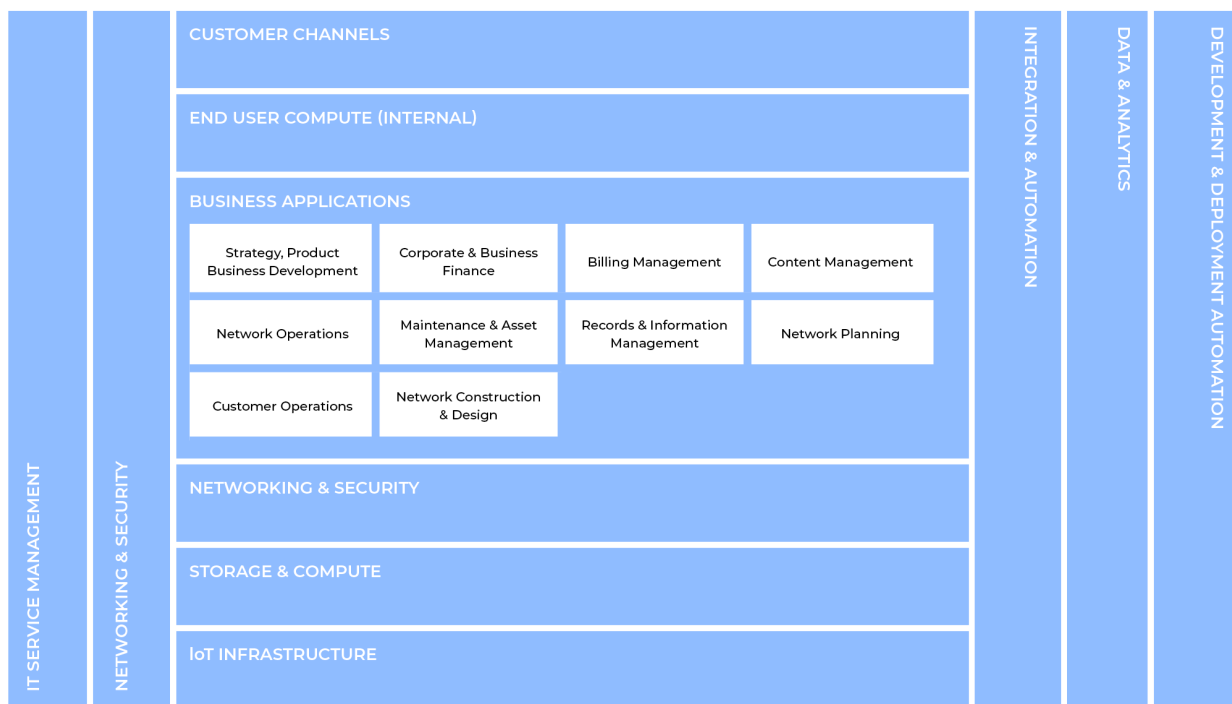 IT SERVICE MANAGEMENT
NETWORKING & SECURITY
CUSTOMER CHANNELS
END USER COMPUTE (INTERNAL)
BUSINESS APPLICATIONS
Strategy, Product
Business Development
Corporate & Business
Finance
Billing Management
Content Management
Network Operations
Maintenance & Asset
Management
Records & Information
Management
Network Planning
Customer Operations
Network Construction
& Design
NETWORKING & SECURITY
STORAGE & COMPUTE
IoT INFRASTRUCTURE
INTEGRATION & AUTOMATION
DATA & ANALYTICS
DEVELOPMENT & DEPLOYMENT AUTOMATION